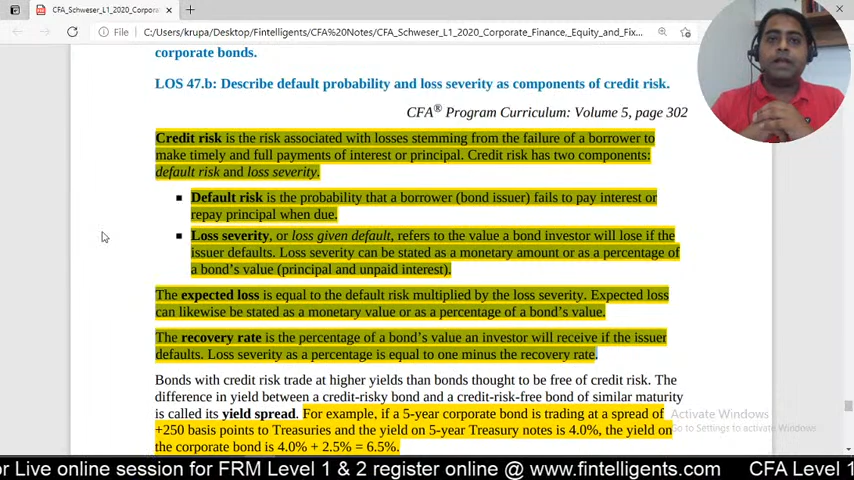 CFA_Schweser_L1_2020_Corpora
File
C:/Users/krupa/Desktop/Fintelligents/CFA%20Notes/CFA_Schweser_L1_2020_Corporate_Finance,_Equity_and_Fix...
corporate bonds.
LOS 47.b: Describe default probability and loss severity as components of credit risk.
CFA® Program Curriculum: Volume 5, page 302
Credit risk is the risk associated with losses stemming from the failure of a borrower to
make timely and full payments of interest or principal. Credit risk has two components:
default risk and loss severity.
■ Default risk is the probability that a borrower (bond issuer) fails to pay interest or
repay principal when due.
■ Loss severity, or loss given default, refers to the value a bond investor will lose if the
issuer defaults. Loss severity can be stated as a monetary amount or as a percentage of
a bond's value (principal and unpaid interest).
The expected loss is equal to the default risk multiplied by the loss severity. Expected loss
can likewise be stated as a monetary value or as a percentage of a bond's value.
The recovery rate is the percentage of a bond's value an investor will receive if the issuer
defaults. Loss severity as a percentage is equal to one minus the recovery rate.
Bonds with credit risk trade at higher yields than bonds thought to be free of credit risk. The
difference in yield between a credit-risky bond and a credit-risk-free bond of similar maturity
is called its yield spread. For example, if a 5-year corporate bond is trading at a spread of
+250 basis points to Treasuries and the yield on 5-year Treasury notes is 4.0%, the yield on
the corporate bond is 4.0% + 2.5% = 6.5%.
Activate Windows
Go to Settings to activate Windows.
or Live online session for FRM Level 1 & 2 register online @ www.fintelligents.com
CFA Level 1